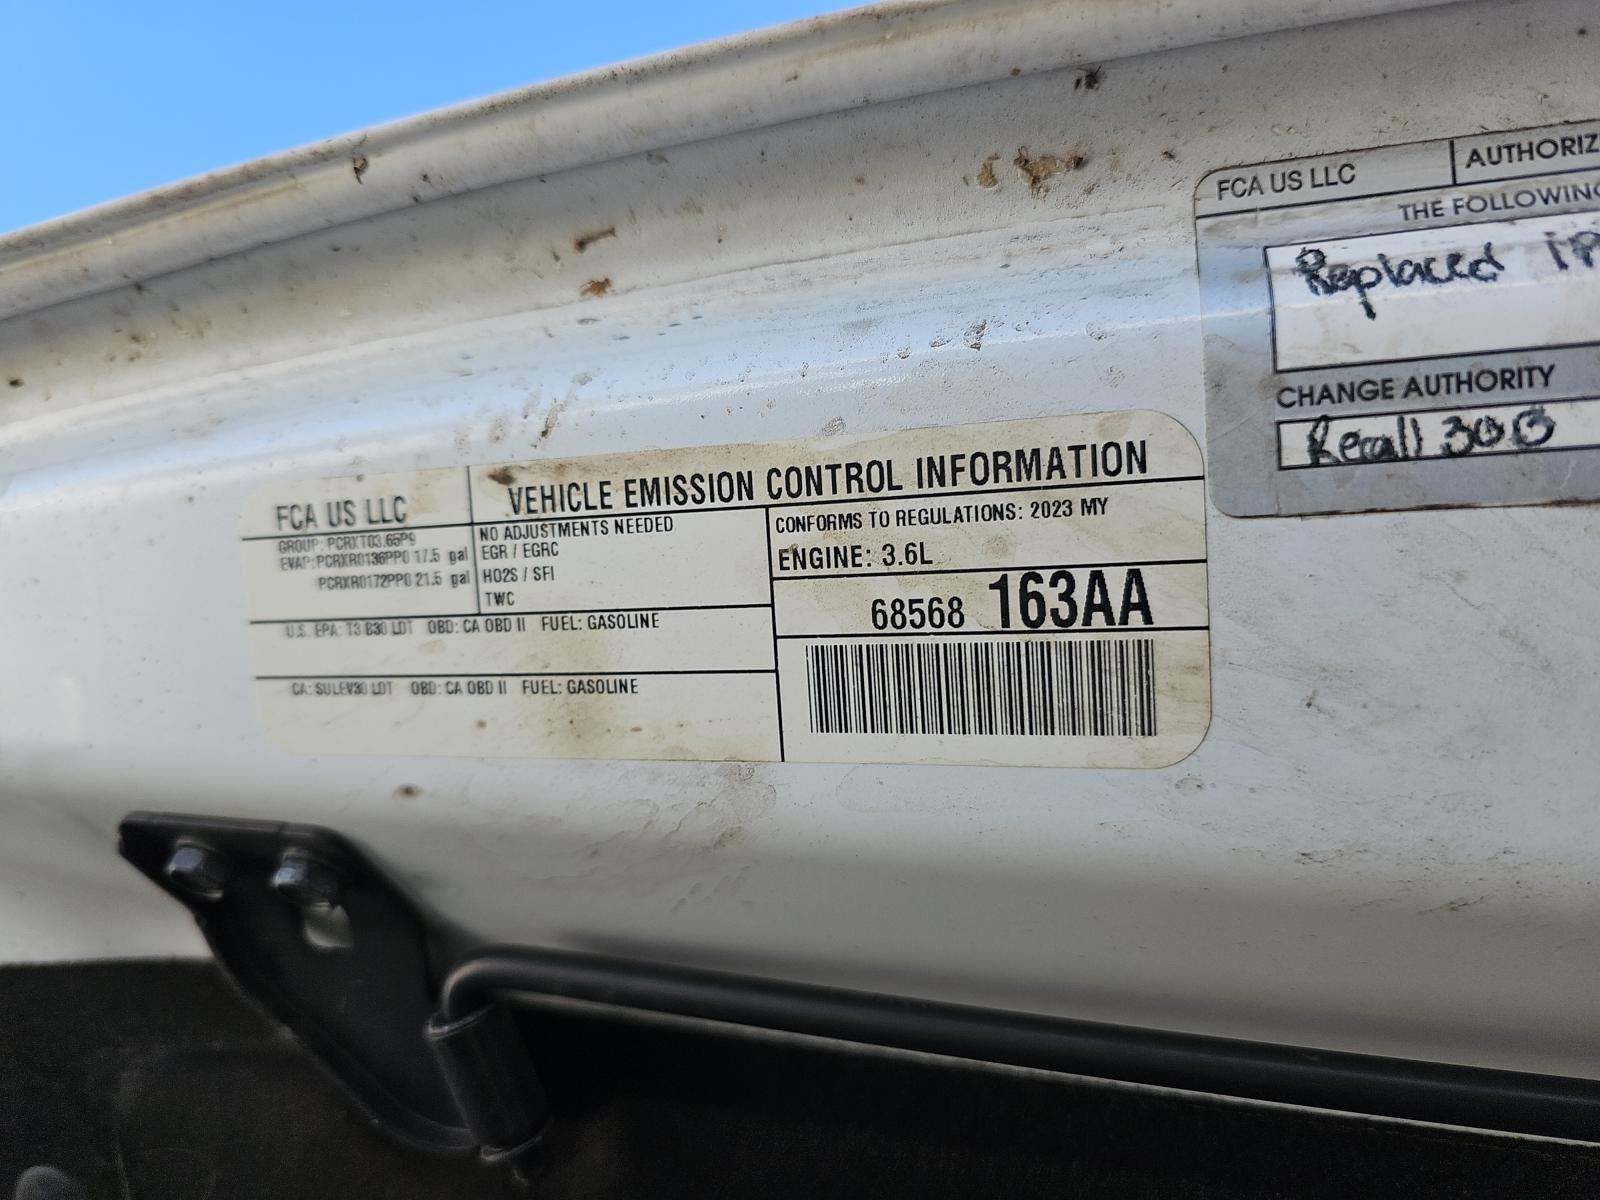 FCA US LLC
AUTHORIZ
THE FOLLOWING
Replaced
CHANGE AUTHORITY
Recall
FCA US LLC
VEHICLE EMISSION CONTROL INFORMATION
GROUP: PCRXT03.65P9
EVAP: PCRXR0136PP0 17.5 gal
PCRXR0172PP0 21.5 gal
NO ADJUSTMENTS NEEDED
EGR / EGRC
HO2S / SFI
TWC
CONFORMS TO REGULATIONS: 2023 MY
ENGINE: 3.6L
68568 163AA
U.S. EPA: T3 B30 LDT OBD: CA OBD II FUEL: GASOLINE
CA: SULEV30 LDT OBD: CA OBD II FUEL: GASOLINE